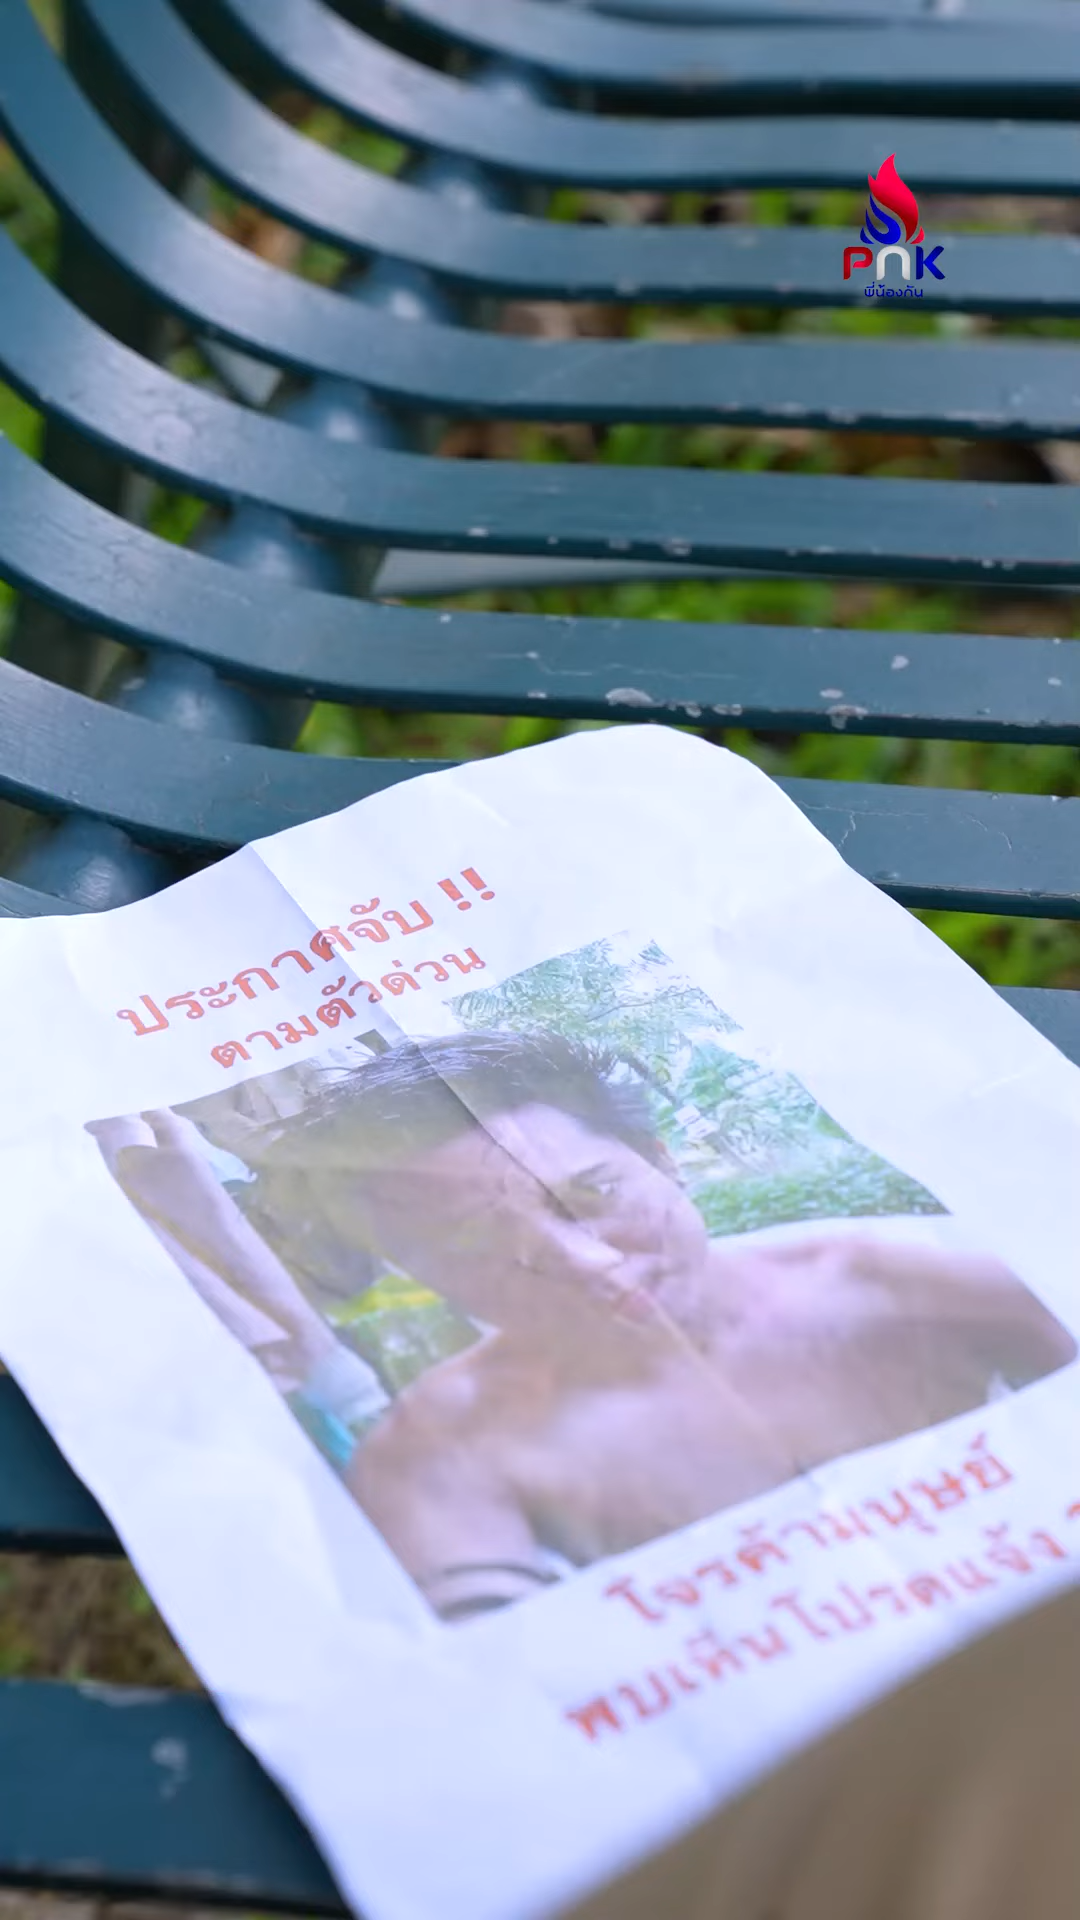 PNK
พี่น้องกัน
ประกาศจับ !!
ตามตัวด่วน
โจรค้ามนุษย์
พบเห็นโปรดแจ้ง